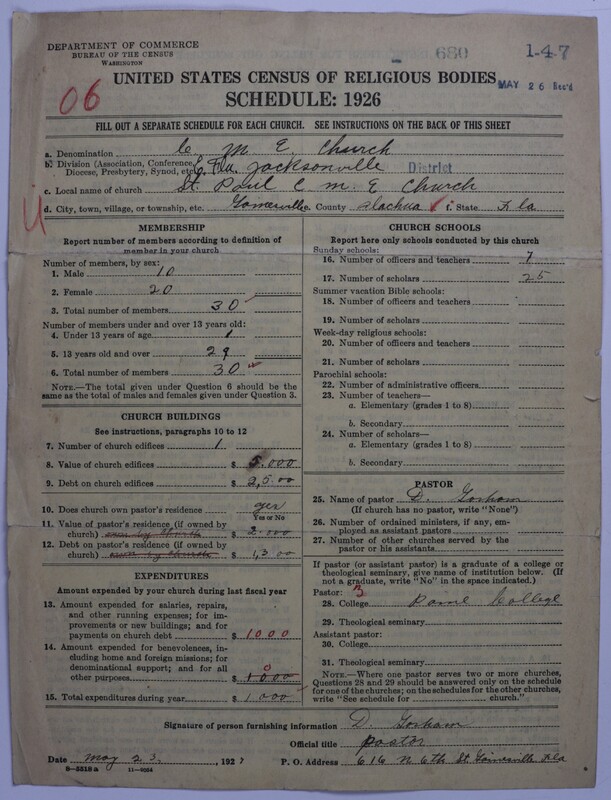 DEPARTMENT OF COMMERCE
BUREAU OF THE CENSUS
WASHINGTON
680
1-4-7
MAY 26 Rec'd
06
UNITED STATES CENSUS OF RELIGIOUS BODIES
SCHEDULE: 1926
FILL OUT A SEPARATE SCHEDULE FOR EACH CHURCH. SEE INSTRUCTIONS ON THE BACK OF THIS SHEET
a. Denomination C M E Church
b. Division (Association, Conference, Diocese, Presbytery, Synod, etc.) Fla Jacksonville District
c. Local name of church St. Paul C M E Church
d. City, town, village, or township, etc. Gainesville. County Alachua f. State Fla
MEMBERSHIP
Report number of members according to definition of
member in your church
Number of members, by sex:
1. Male 10
2. Female 20
3. Total number of members 30
Number of members under and over 13 years old:
4. Under 13 years of age 1
5. 13 years old and over 29
6. Total number of members 30
NOTE.—The total given under Question 6 should be
same as the total of males and females given under Question 3.
CHURCH BUILDINGS
See instructions, paragraphs 10 to 12
7. Number of church edifices 1
8. Value of church edifices $ 5.000
9. Debt on church edifices $ 2,5.00
10. Does church own pastor's residence yes
Yes or No
11. Value of pastor's residence (if owned by
church) $ 2.000
12. Debt on pastor's residence (if owned by
church) $ 1,3.00
EXPENDITURES
Amount expended by your church during last fiscal year
13. Amount expended for salaries, repairs,
and other running expenses; for im-
provements or new buildings; and for
payments on church debt $ 1000
14. Amount expended for benevolences, in-
cluding home and foreign missions; for
denominational support; and for all
other purposes $ 0
15. Total expenditures during year $ 1,000
CHURCH SCHOOLS
Report here only schools conducted by this church
Sunday schools:
16. Number of officers and teachers 7
17. Number of scholars 25
Summer vacation Bible schools:
18. Number of officers and teachers
19. Number of scholars
Week-day religious schools:
20. Number of officers and teachers
21. Number of scholars
Parochial schools:
22. Number of administrative officers
23. Number of teachers—
a. Elementary (grades 1 to 8)
b. Secondary
24. Number of scholars—
a. Elementary (grades 1 to 8)
b. Secondary
PASTOR
25. Name of pastor D. Gorham
(If church has no pastor, write "None")
26. Number of ordained ministers, if any, em-
ployed as assistant pastors
27. Number of other churches served by the
pastor or his assistants
If pastor (or assistant pastor) is a graduate of a college or
theological seminary, give name of institution below. (If
not a graduate, write "No" in the space indicated.)
Pastor: 3
28. College Paine College
29. Theological seminary
Assistant pastor:
30. College
31. Theological seminary
NOTE.—Where one pastor serves two or more churches,
Questions 28 and 29 should be answered only on the schedule
for one of the churches; on the schedules for the other churches,
write "See schedule for church."
Signature of person furnishing information D. Gorham
Official title Pastor
Date May 23, 1927 P. O. Address 616 N 6th St. Gainesville Fla
8-5318 a 11-9054